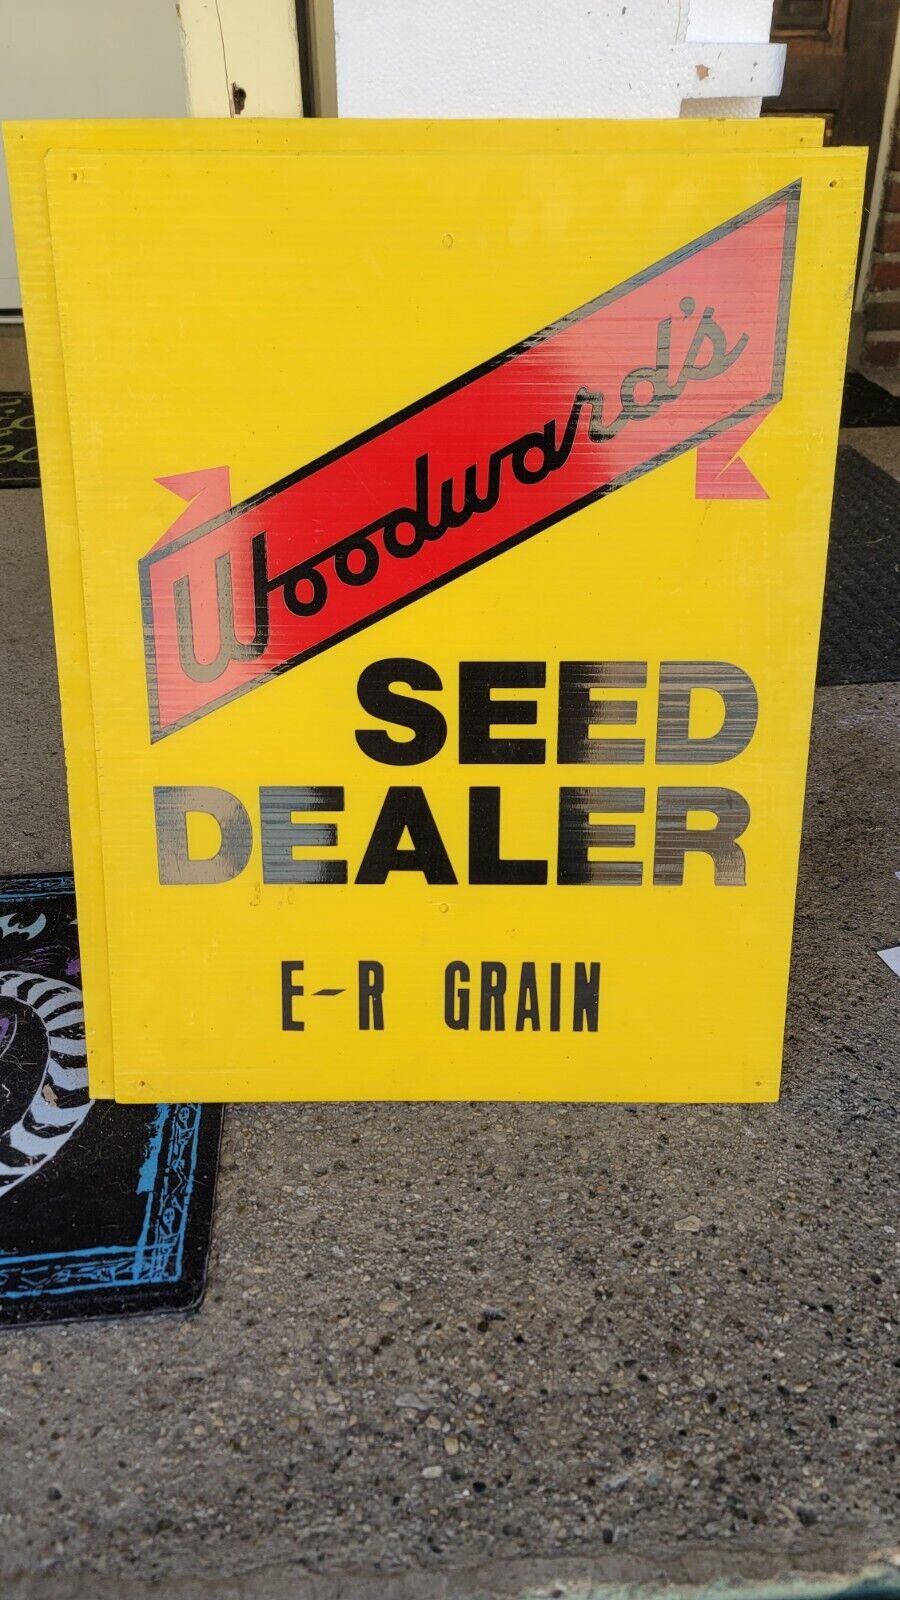 Woodward's
SEED
DEALER
E-R GRAIN